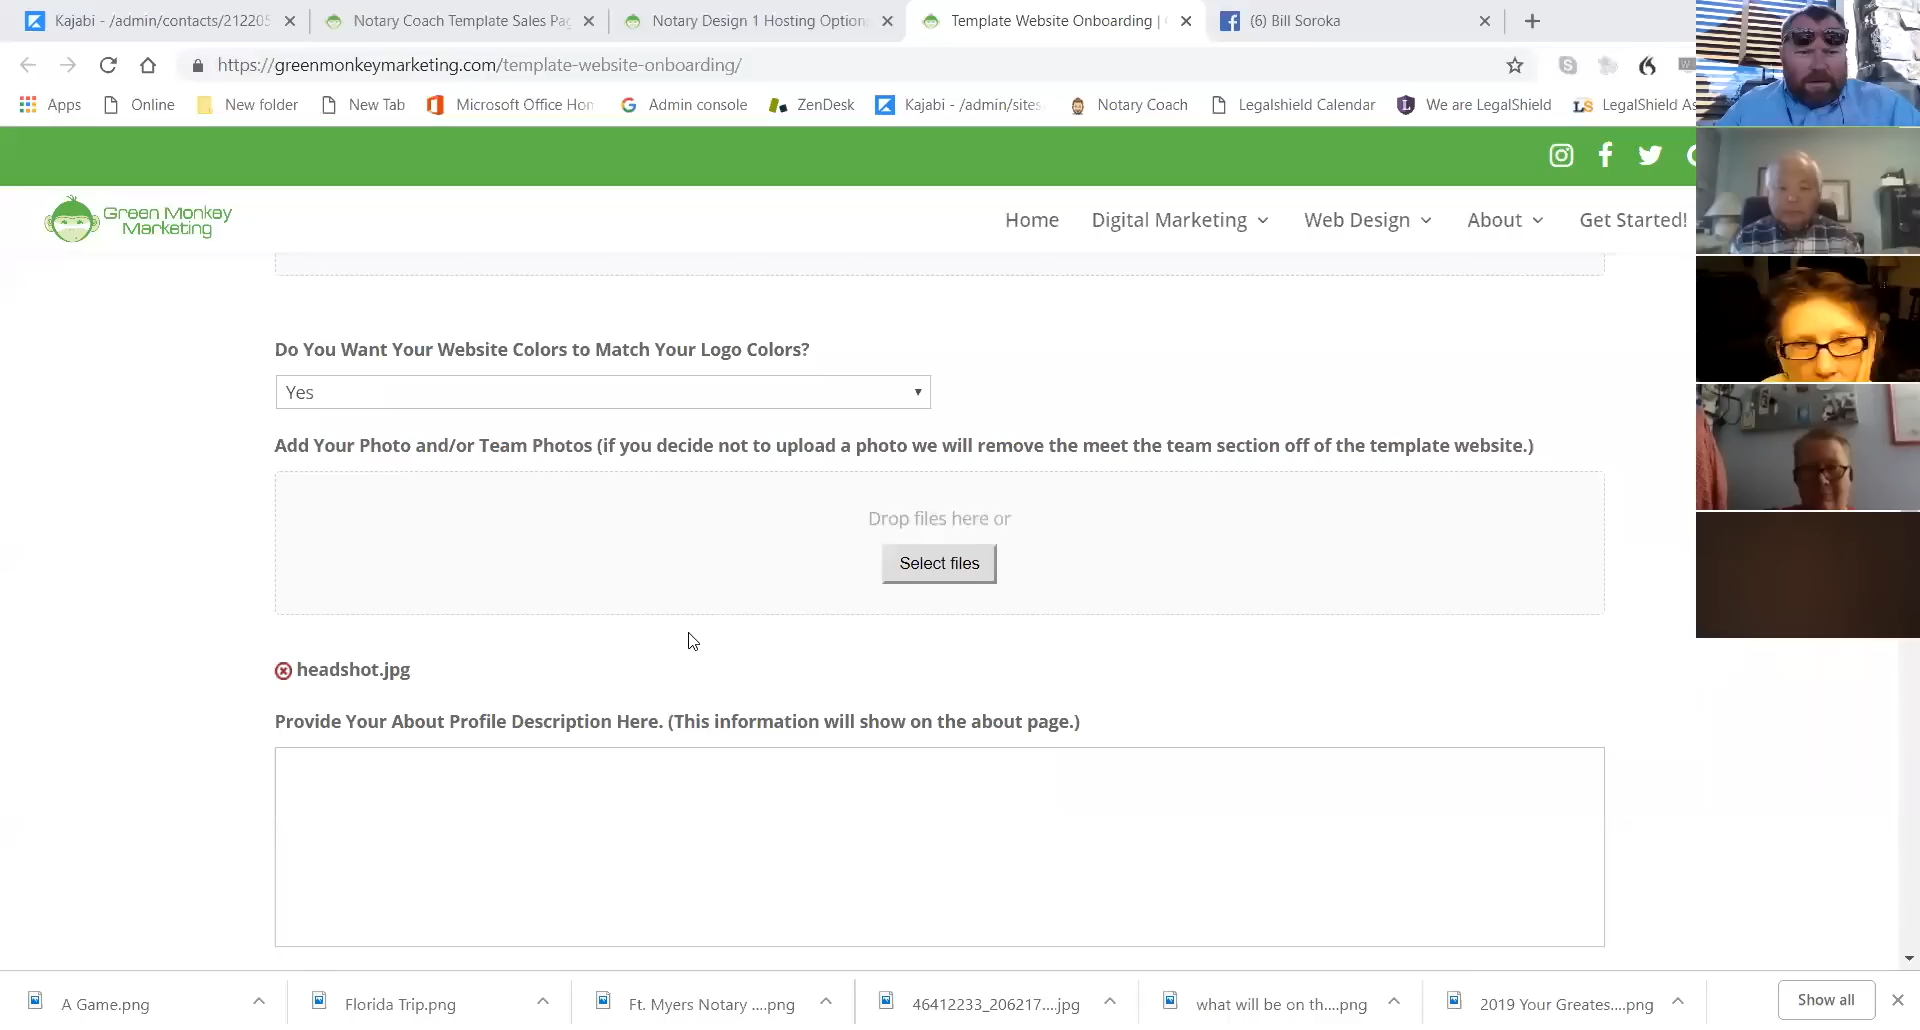 Kajabi - /admin/contacts/212205
Notary Coach Template Sales Pag
Notary Design 1 Hosting Option
Template Website Onboarding |
(6) Bill Soroka
https://greenmonkeymarketing.com/template-website-onboarding/
Apps
Online
New folder
New Tab
Microsoft Office Hom
Admin console
ZenDesk
Kajabi - /admin/sites
Notary Coach
Legalshield Calendar
We are LegalShield
LegalShield As
Green Monkey
Marketing
Home
Digital Marketing
Web Design
About
Get Started!
Do You Want Your Website Colors to Match Your Logo Colors?
Yes
Add Your Photo and/or Team Photos (if you decide not to upload a photo we will remove the meet the team section off of the template website.)
Drop files here or
Select files
headshot.jpg
Provide Your About Profile Description Here. (This information will show on the about page.)
A Game.png
Florida Trip.png
Ft. Myers Notary ....png
46412233_206217....jpg
what will be on th....png
2019 Your Greates....png
Show all